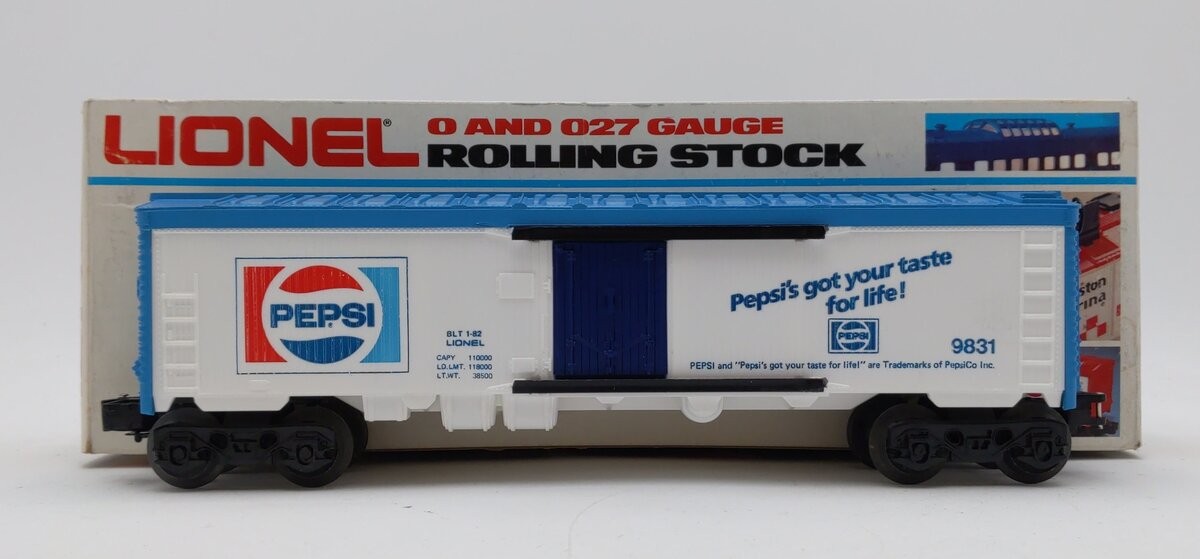 LIONEL®
O AND 027 GAUGE
ROLLING STOCK
PEPSI
BLT 1-82
LIONEL
CAPY 110000
LD.LMT. 118000
LT.WT. 38500
Pepsi's got your taste
for life!
PEPSI
9831
PEPSI and "Pepsi's got your taste for life!" are Trademarks of PepsiCo Inc.